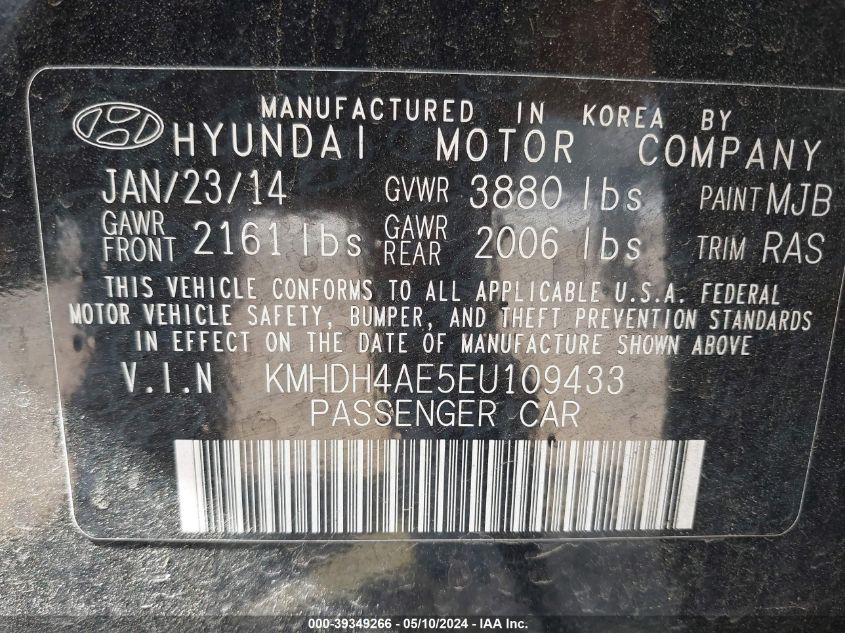 MANUFACTURED IN KOREA BY
HYUNDAI MOTOR COMPANY
JAN/23/14 GVWR 3880 lbs PAINT MJB
GAWR FRONT 2161 lbs GAWR REAR 2006 lbs TRIM RAS
THIS VEHICLE CONFORMS TO ALL APPLICABLE U.S.A. FEDERAL
MOTOR VEHICLE SAFETY, BUMPER, AND THEFT PREVENTION STANDARDS
IN EFFECT ON THE DATE OF MANUFACTURE SHOWN ABOVE
V.I.N KMHDH4AE5EU109433
PASSENGER CAR
000-39349266 - 05/10/2024 - IAA Inc.